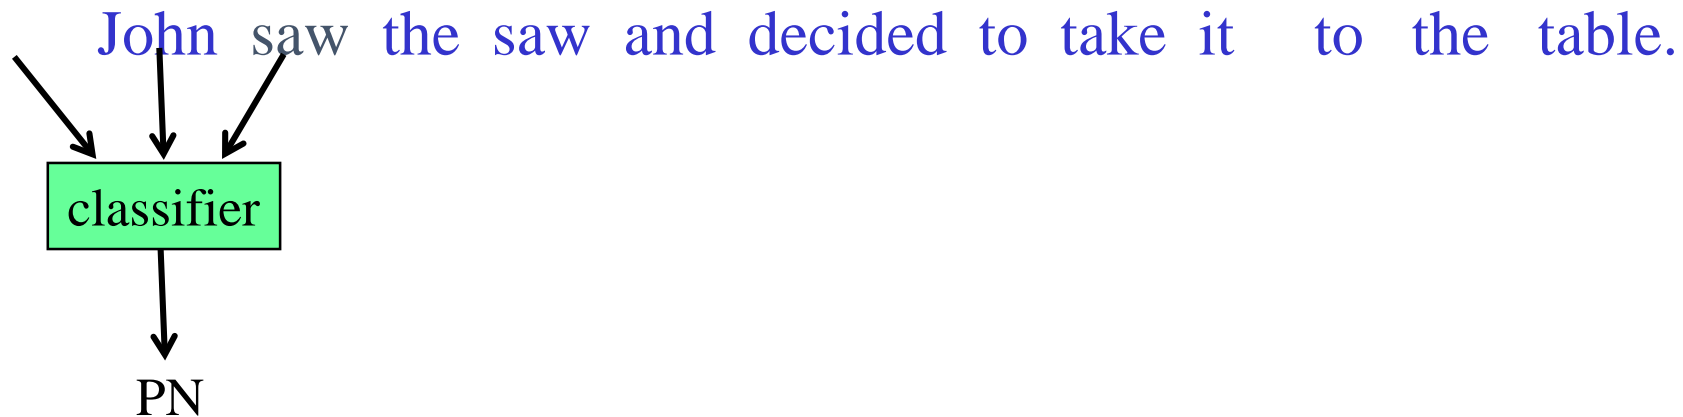 John saw the saw and decided to take it to the table.
classifier
PN